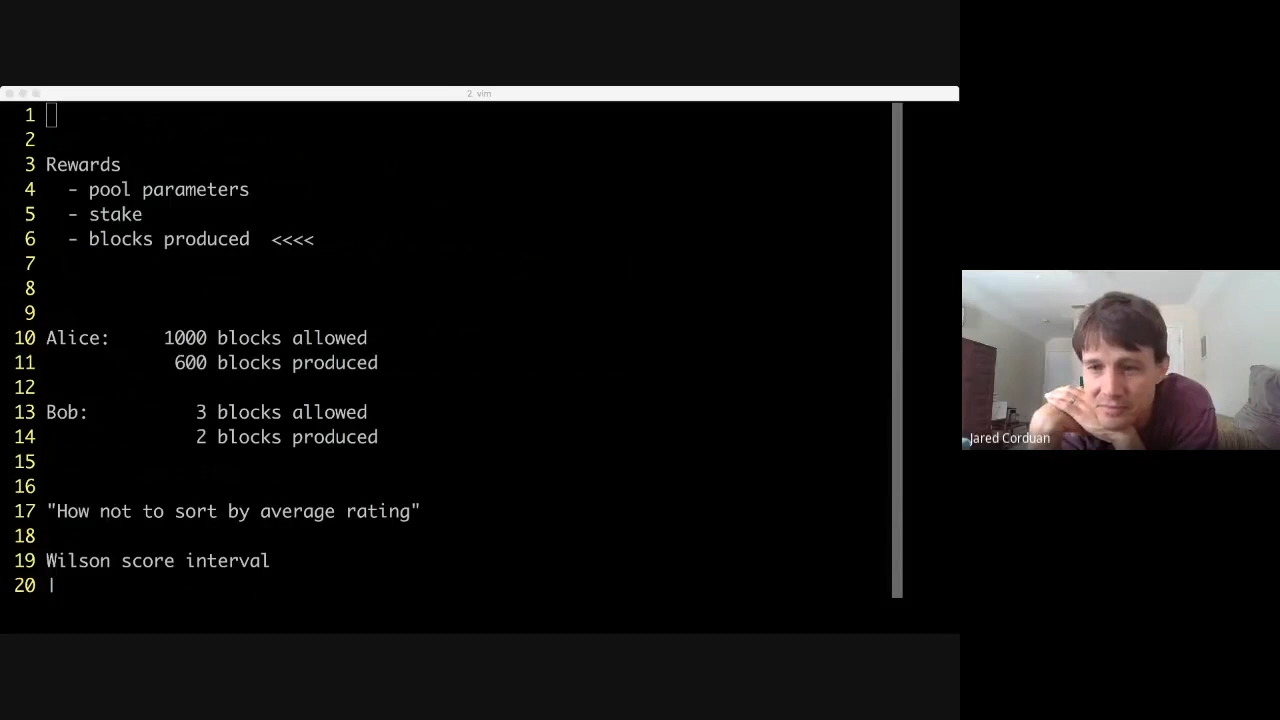 2. vim
1
2
3 Rewards
4 - pool parameters
5 - stake
6 - blocks produced <<<<
7
8
9
10 Alice: 1000 blocks allowed
11 600 blocks produced
12
13 Bob: 3 blocks allowed
14 2 blocks produced
15
16
17 "How not to sort by average rating"
18
19 Wilson score interval
20 |
Jared Corduan